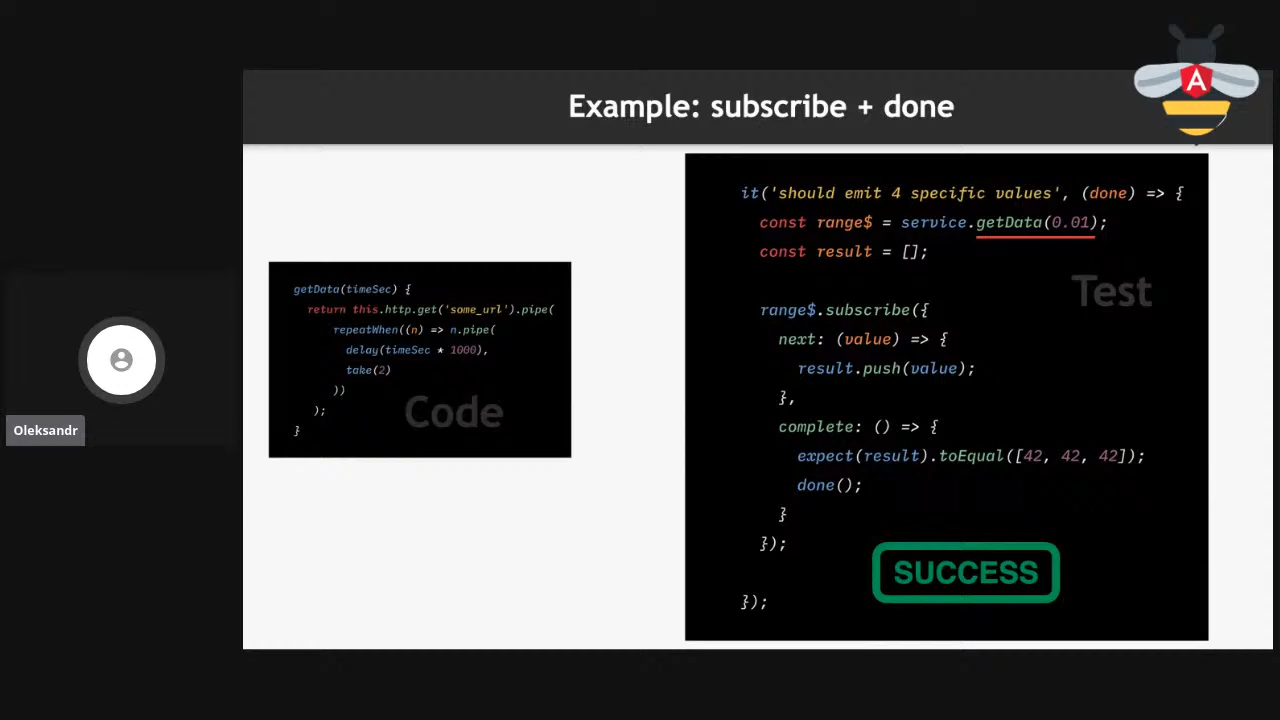 Example: subscribe + done
A
getData(timeSec) {
return this.http.get('some_url').pipe(
repeatWhen((n) => n.pipe(
delay(timeSec * 1000),
take(2)
))
);
}
Code
it('should emit 4 specific values', (done) => {
const range$ = service.getData(0.01);
const result = [];
Test
range$.subscribe({
next: (value) => {
result.push(value);
},
complete: () => {
expect(result).toEqual([42, 42, 42]);
done();
}
});
SUCCESS
});
Oleksandr